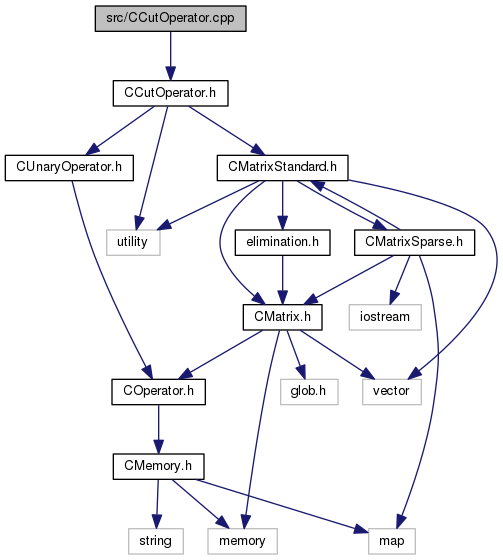 src/CCutOperator.cpp
CCutOperator.h
CUnaryOperator.h
CMatrixStandard.h
utility
elimination.h
CMatrixSparse.h
CMatrix.h
iostream
COperator.h
glob.h
vector
CMemory.h
string
memory
map